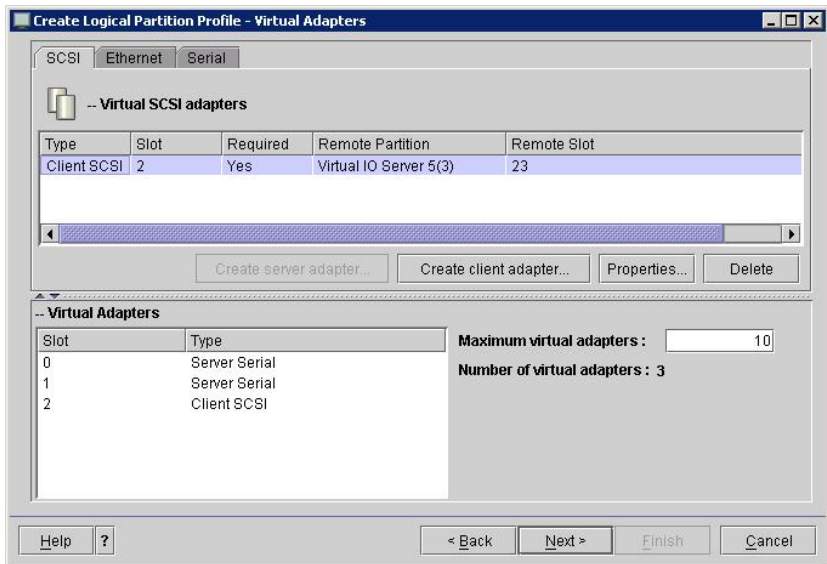 Create Logical Partition Profile - Virtual Adapters
SCSI Ethernet Serial
-- Virtual SCSI adapters
Type Slot Required Remote Partition Remote Slot
Client SCSI 2 Yes Virtual IO Server 5(3) 23
Create server adapter... Create client adapter... Properties... Delete
-- Virtual Adapters
Slot Type
0 Server Serial
1 Server Serial
2 Client SCSI
Maximum virtual adapters : 10
Number of virtual adapters : 3
Help ? < Back Next > Finish Cancel